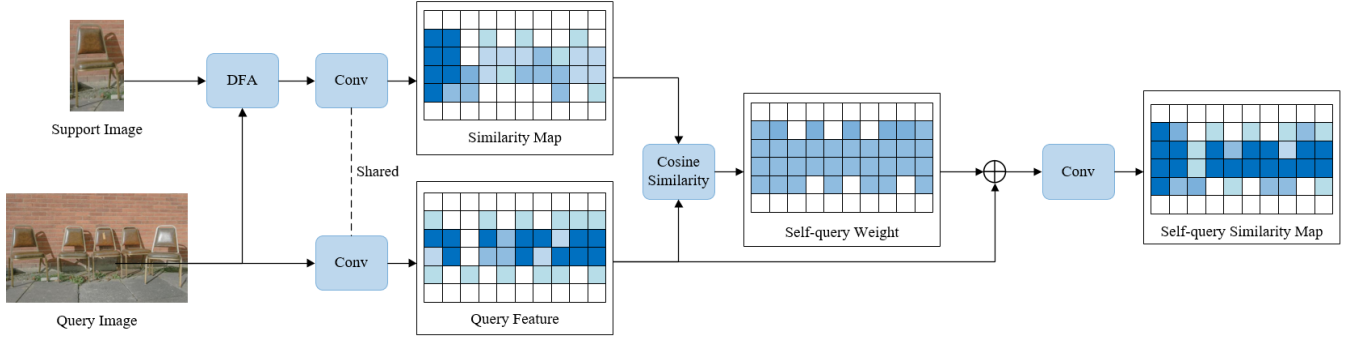 Support Image
DFA
Conv
Similarity Map
Shared
Query Image
Conv
Query Feature
Cosine
Similarity
Self-query Weight
Conv
Self-query Similarity Map